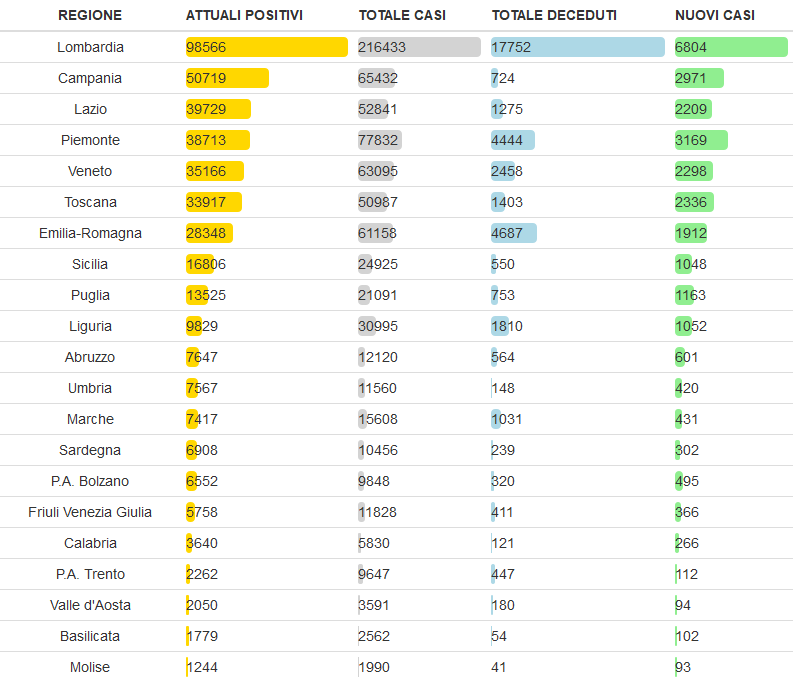 REGIONE ATTUALI POSITIVI TOTALE CASI TOTALE DECEDUTI NUOVI CASI
Lombardia 98566 216433 17752 6804
Campania 50719 65432 724 2971
Lazio 39729 52841 1275 2209
Piemonte 38713 77832 4444 3169
Veneto 35166 63095 2458 2298
Toscana 33917 50987 1403 2336
Emilia-Romagna 28348 61158 4687 1912
Sicilia 16806 24925 550 1048
Puglia 13525 21091 753 1163
Liguria 9829 30995 1810 1052
Abruzzo 7647 12120 564 601
Umbria 7567 11560 148 420
Marche 7417 15608 1031 431
Sardegna 6908 10456 239 302
P.A. Bolzano 6552 9848 320 495
Friuli Venezia Giulia 5758 11828 411 366
Calabria 3640 5830 121 266
P.A. Trento 2262 9647 447 112
Valle d'Aosta 2050 3591 180 94
Basilicata 1779 2562 54 102
Molise 1244 1990 41 93